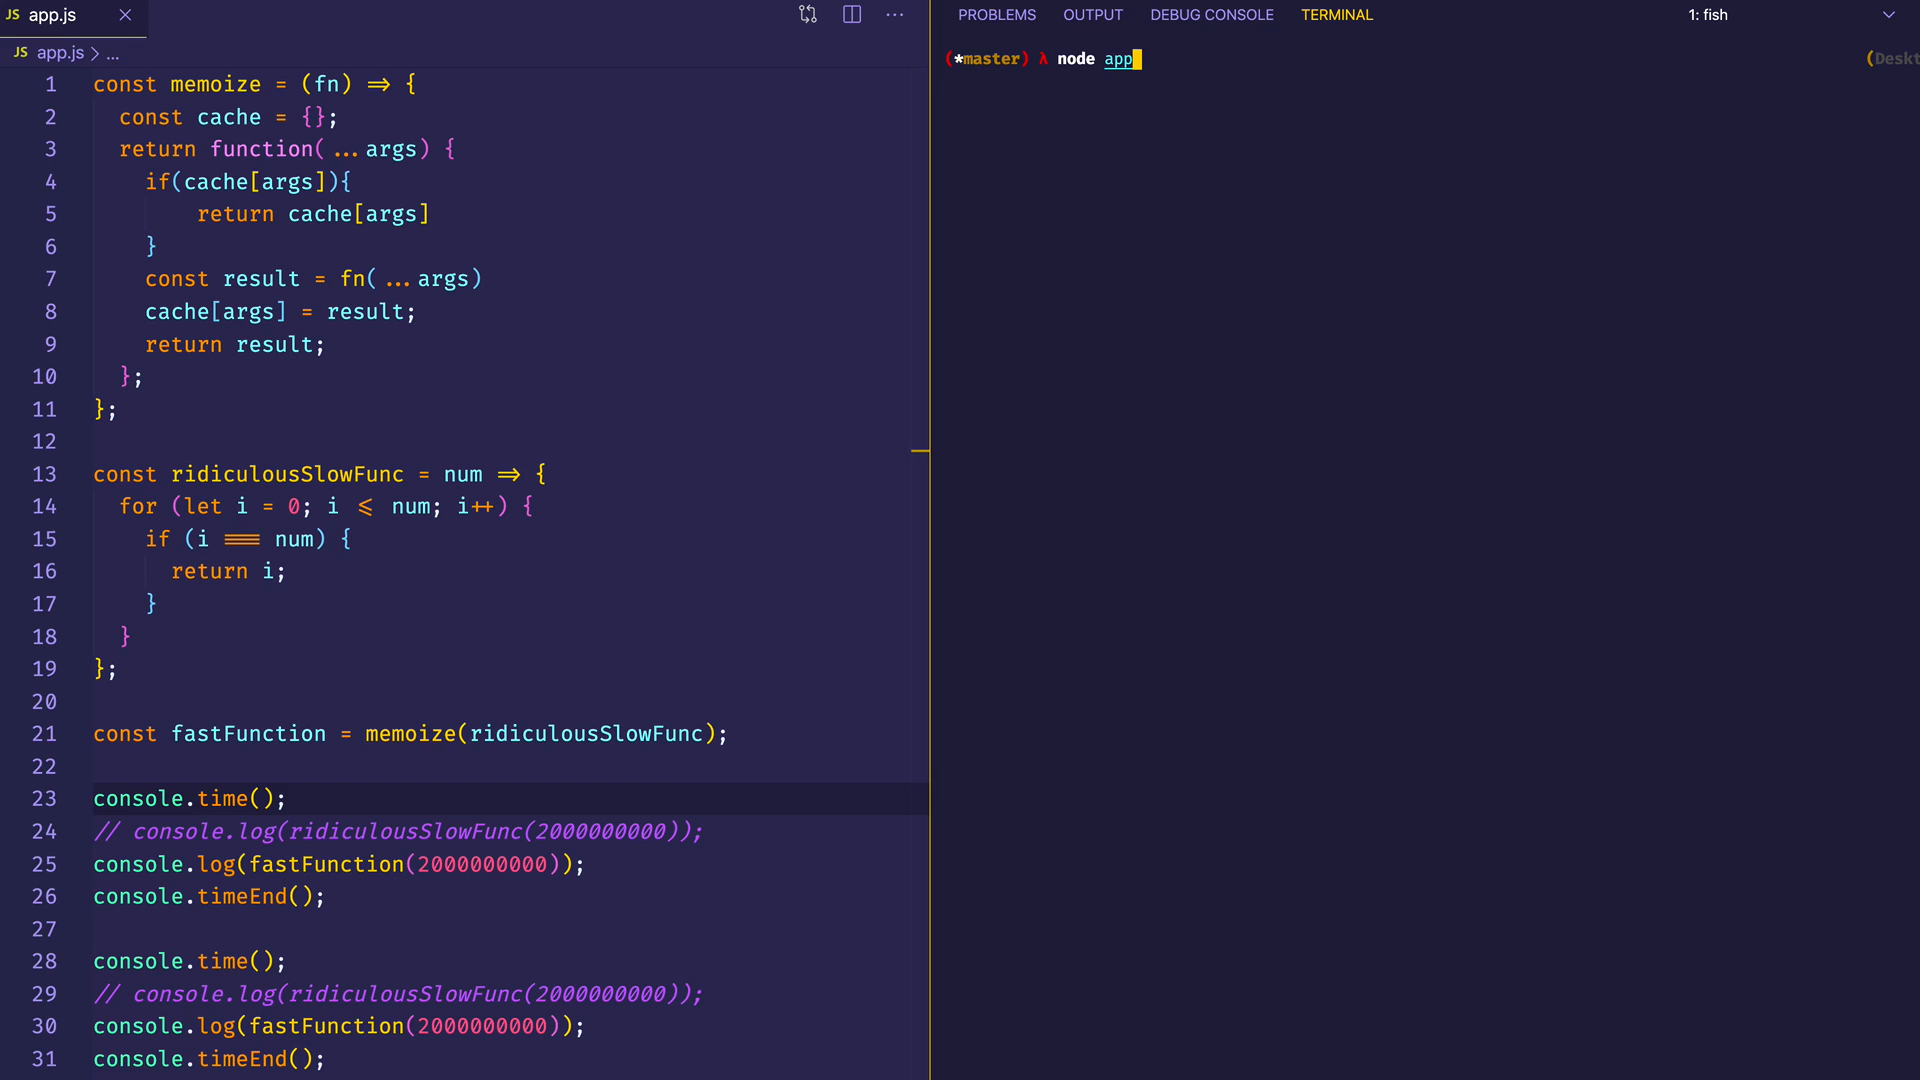 JS app.js
JS app.js > ...
1 const memoize = (fn) => {
2 const cache = {};
3 return function(...args) {
4 if(cache[args]){
5 return cache[args]
6 }
7 const result = fn(...args)
8 cache[args] = result;
9 return result;
10 };
11 };
12
13 const ridiculousSlowFunc = num => {
14 for (let i = 0; i <= num; i++) {
15 if (i === num) {
16 return i;
17 }
18 }
19 };
20
21 const fastFunction = memoize(ridiculousSlowFunc);
22
23 console.time();
24 // console.log(ridiculousSlowFunc(2000000000));
25 console.log(fastFunction(2000000000));
26 console.timeEnd();
27
28 console.time();
29 // console.log(ridiculousSlowFunc(2000000000));
30 console.log(fastFunction(2000000000));
31 console.timeEnd();
PROBLEMS OUTPUT DEBUG CONSOLE TERMINAL 1: fish
(*master) λ node app (Deskt